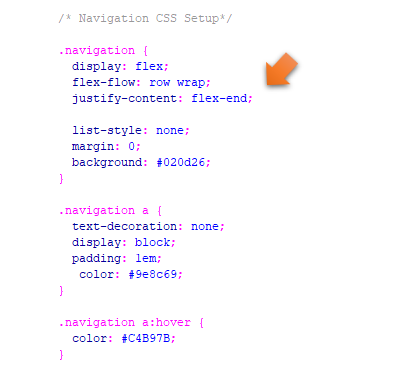 /* Navigation CSS Setup*/
.navigation {
display: flex;
flex-flow: row wrap;
justify-content: flex-end;
list-style: none;
margin: 0;
background: #020d26;
}
.navigation a {
text-decoration: none;
display: block;
padding: 1em;
color: #9e8c69;
}
.navigation a:hover {
color: #C4B97B;
}